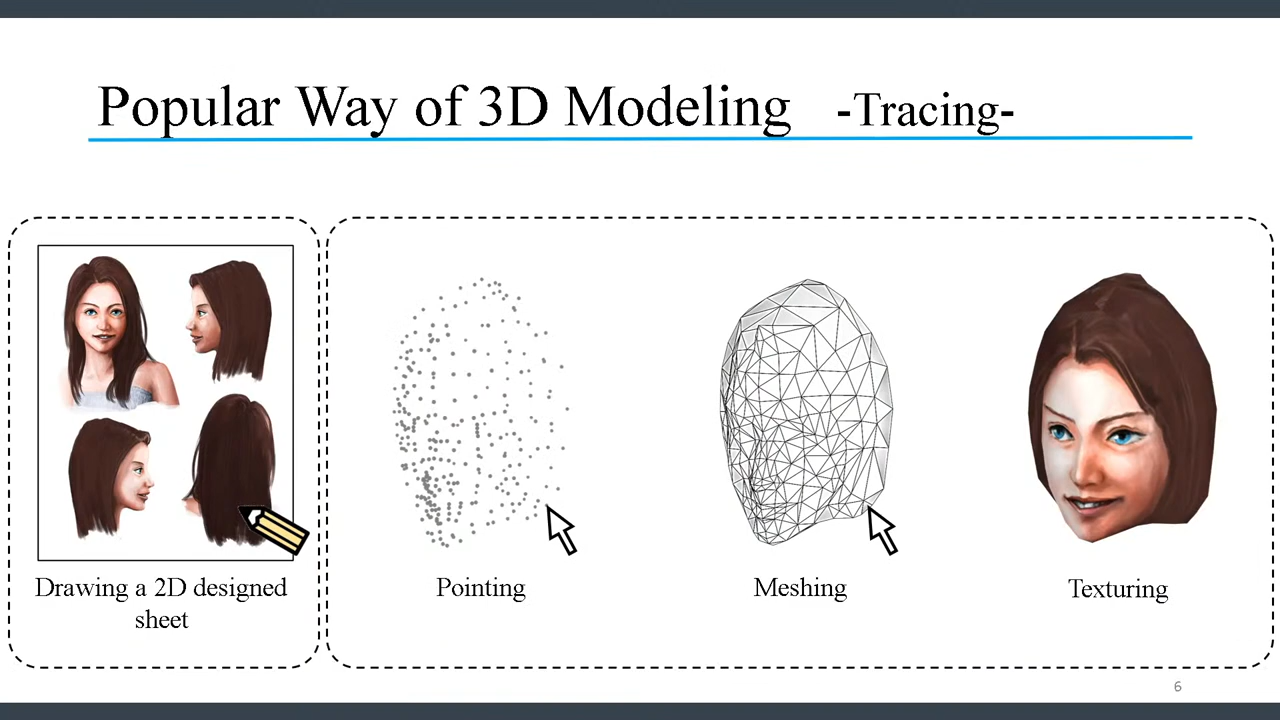 Popular Way of 3D Modeling -Tracing-
Drawing a 2D designed
sheet
Pointing
Meshing
Texturing
6